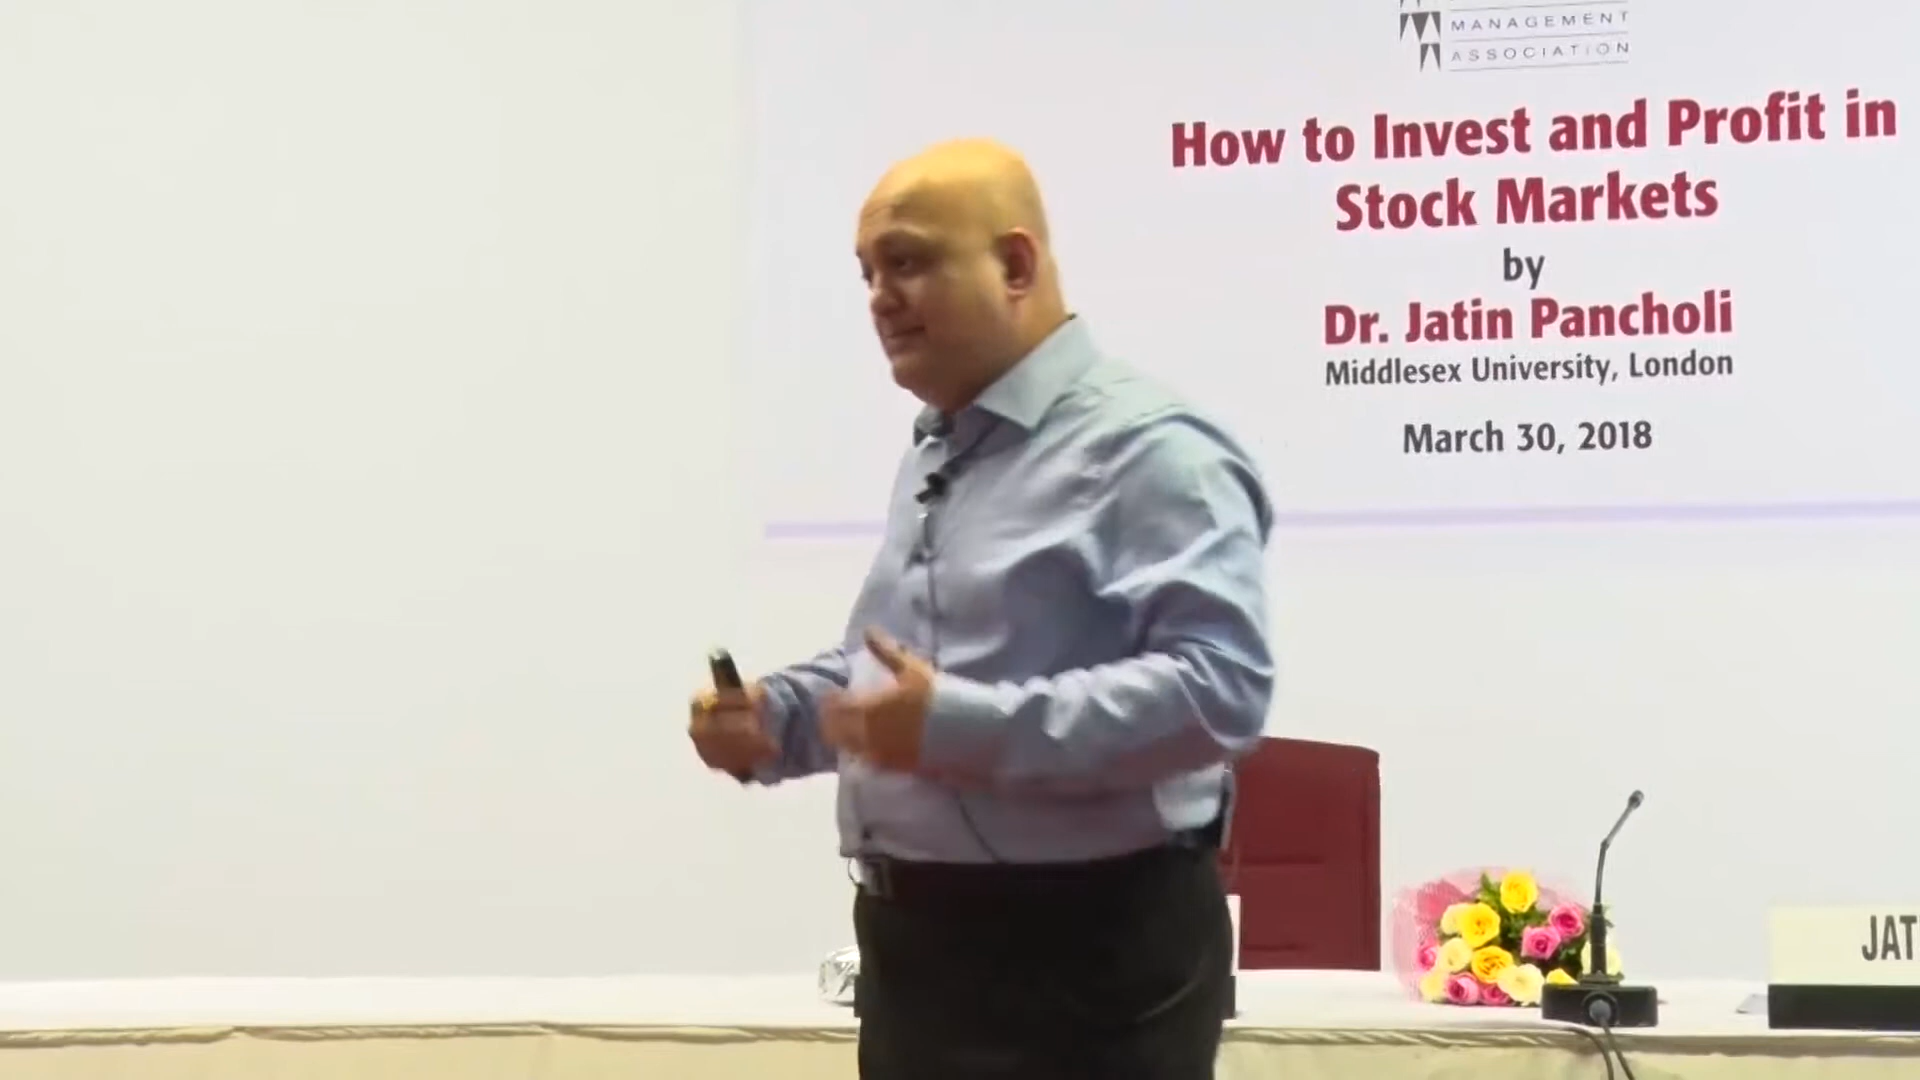 MANAGEMENT
ASSOCIATION
How to Invest and Profit in
Stock Markets
by
Dr. Jatin Pancholi
Middlesex University, London
March 30, 2018
JAT